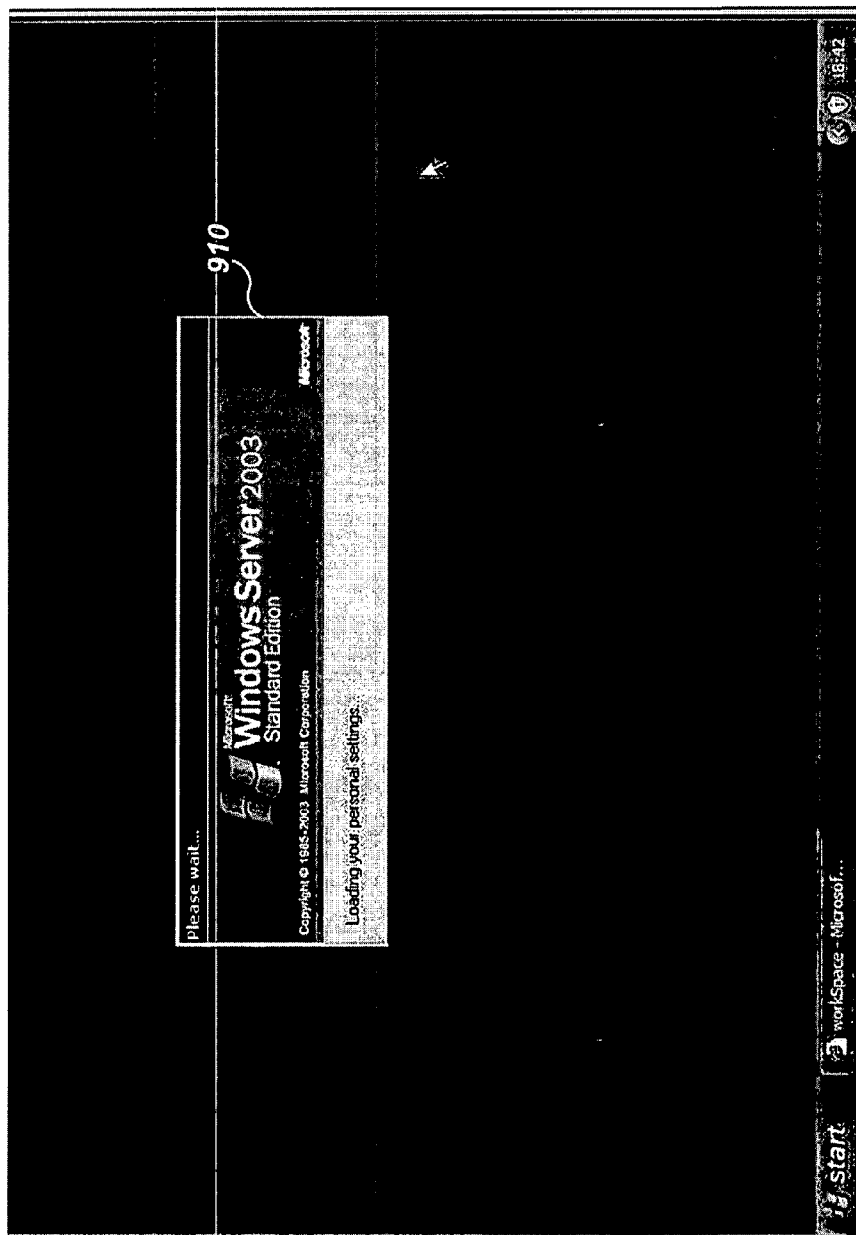 910
please wait...
Microsoft
Windows Server 2003
Standard Edition
Copyright © 1985-2003 Microsoft Corporation
Microsoft
Loading your personal settings...
start
workSpace - Microsof...
18:42